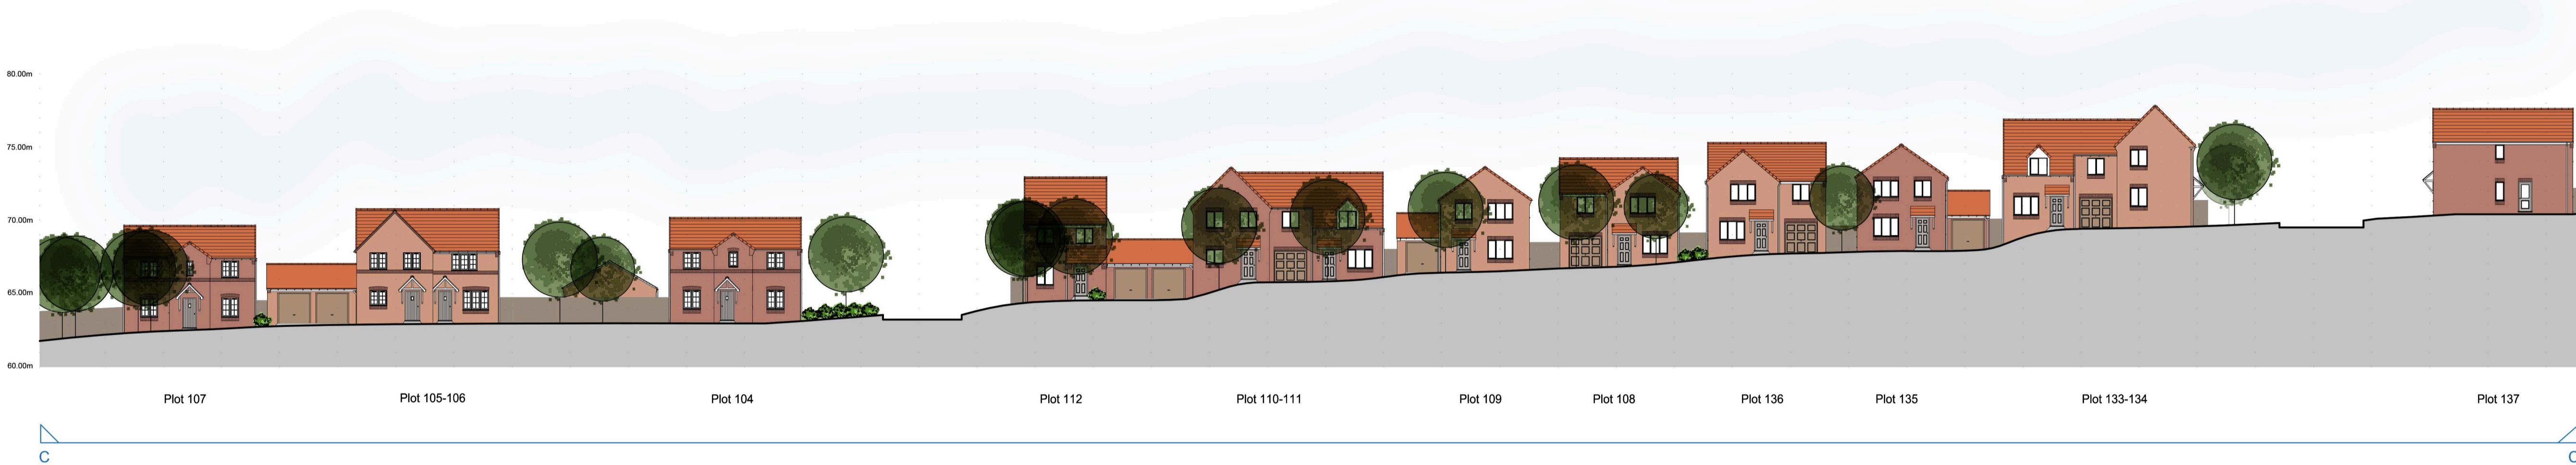 80.00m
75.00m
70.00m
65.00m
60.00m
Plot 107
Plot 105-106
Plot 104
Plot 112
Plot 110-111
Plot 109
Plot 108
Plot 136
Plot 135
Plot 133-134
Plot 137
C